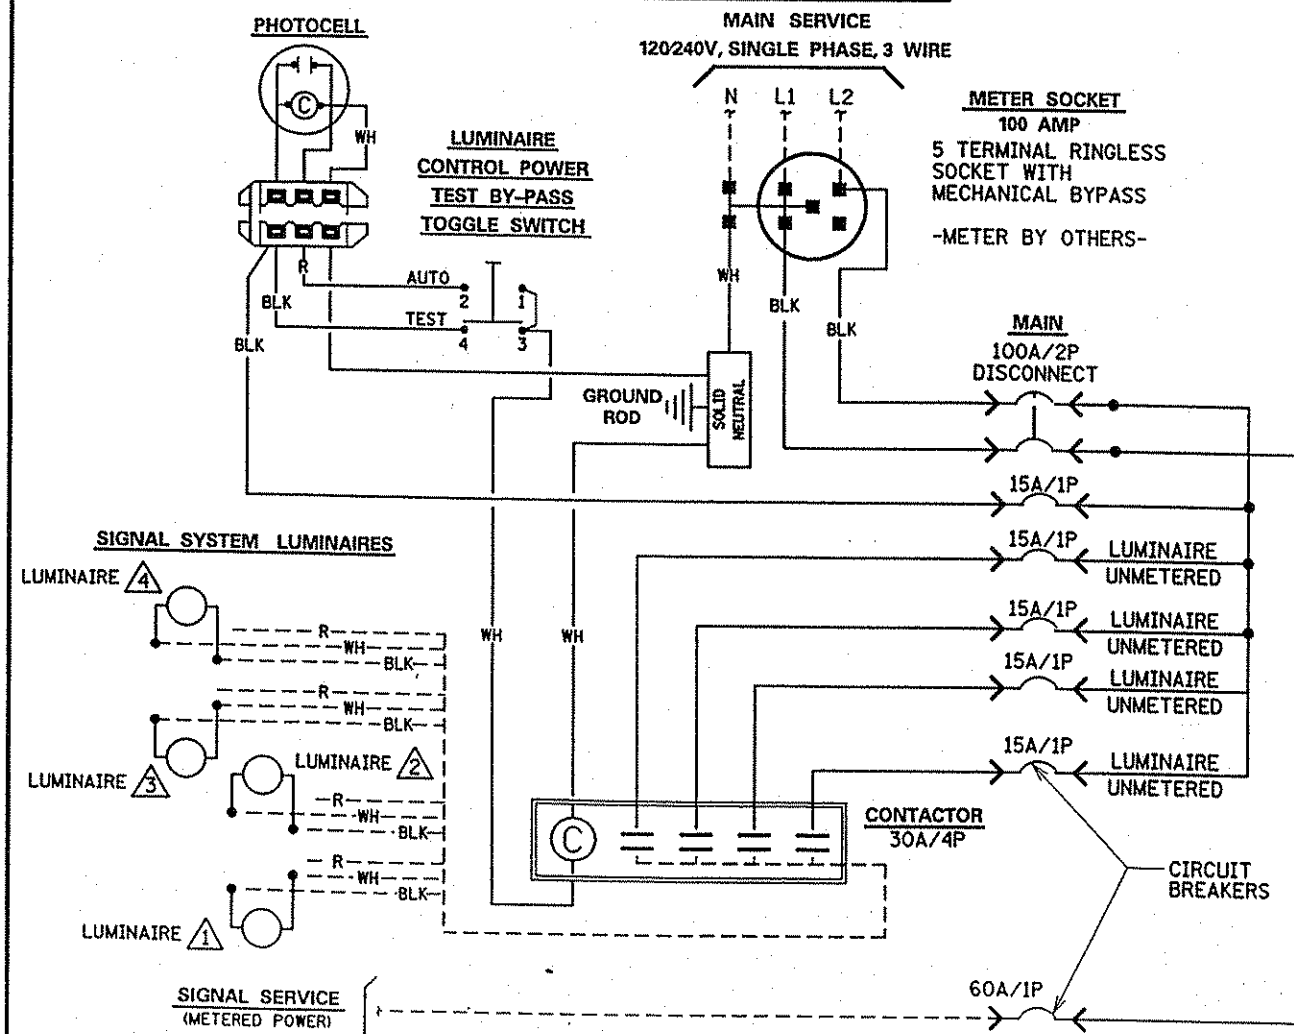 PHOTOCELL
C
WH
MAIN SERVICE
120/240V, SINGLE PHASE, 3 WIRE
N L1 L2
METER SOCKET
100 AMP
5 TERMINAL RINGLESS
SOCKET WITH
MECHANICAL BYPASS
-METER BY OTHERS-
LUMINAIRE
CONTROL POWER
TEST BY-PASS
TOGGLE SWITCH
R
BLK
BLK
AUTO
2
1
TEST
4
3
WH
BLK
BLK
MAIN
100A/2P
DISCONNECT
GROUND
ROD
SOLID
NEUTRAL
15A/1P
15A/1P
LUMINAIRE
UNMETERED
15A/1P
LUMINAIRE
UNMETERED
15A/1P
LUMINAIRE
UNMETERED
15A/1P
LUMINAIRE
UNMETERED
SIGNAL SYSTEM LUMINAIRES
LUMINAIRE 4
R
WH
BLK
R
WH
BLK
LUMINAIRE 3
LUMINAIRE 2
R
WH
BLK
R
WH
BLK
LUMINAIRE 1
WH
WH
C
CONTACTOR
30A/4P
CIRCUIT
BREAKERS
SIGNAL SERVICE
(METERED POWER)
60A/1P